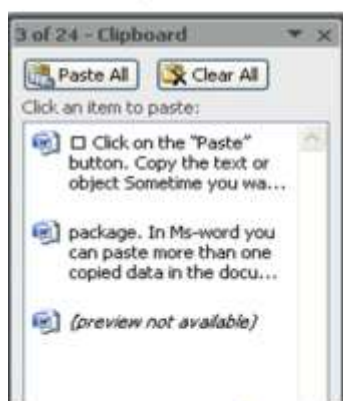 3 of 24 - Clipboard
Paste All Clear All
Click an item to paste:
□ Click on the "Paste"
button. Copy the text or
object Sometime you wa...
package. In Ms-word you
can paste more than one
copied data in the docu...
(preview not available)